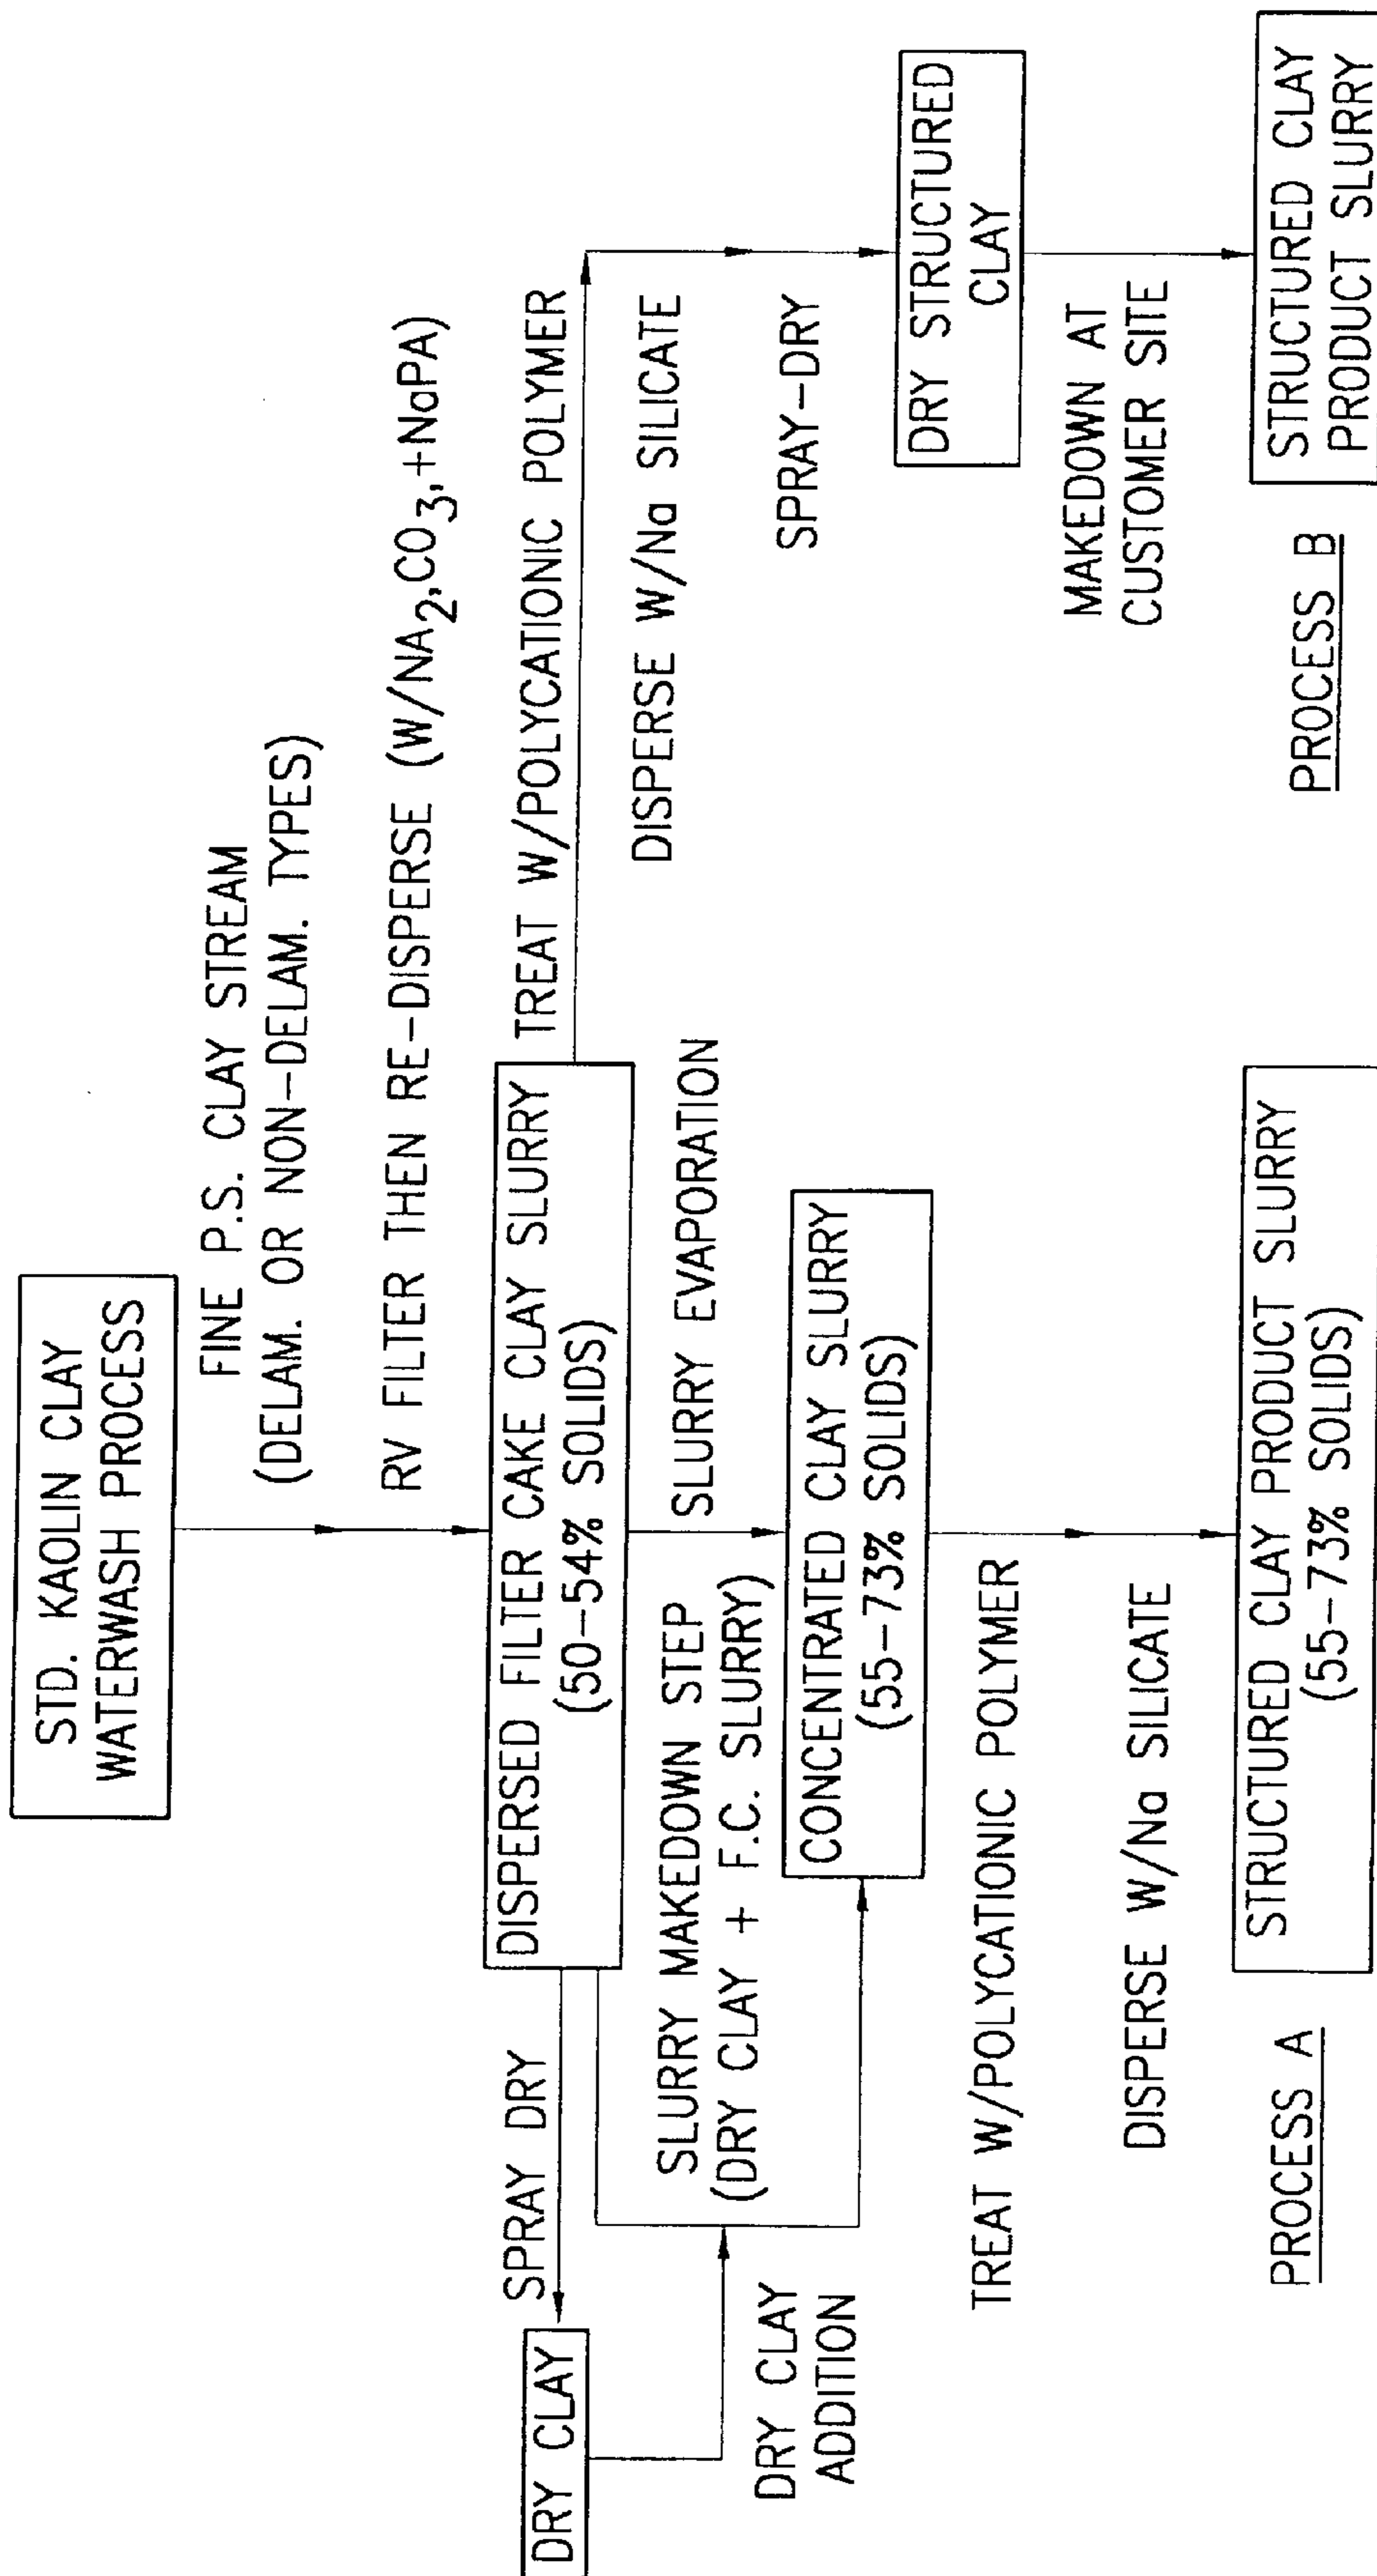 STD. KAOLIN CLAY
WATERWASH PROCESS
FINE P.S. CLAY STREAM
(DELAM. OR NON-DELAM. TYPES)
RV FILTER THEN RE-DISPERSE (W/NA2,CO3,+NaPA)
DISPERSED FILTER CAKE CLAY SLURRY
(50-54% SOLIDS)
TREAT W/POLYCATIONIC POLYMER
DISPERSE W/Na SILICATE
SPRAY-DRY
DRY STRUCTURED
CLAY
MAKEDOWN AT
CUSTOMER SITE
STRUCTURED CLAY
PRODUCT SLURRY
PROCESS B
SPRAY DRY
DRY CLAY
DRY CLAY
ADDITION
SLURRY MAKEDOWN STEP
(DRY CLAY + F.C. SLURRY)
SLURRY EVAPORATION
CONCENTRATED CLAY SLURRY
(55-73% SOLIDS)
TREAT W/POLYCATIONIC POLYMER
DISPERSE W/Na SILICATE
STRUCTURED CLAY PRODUCT SLURRY
(55-73% SOLIDS)
PROCESS A